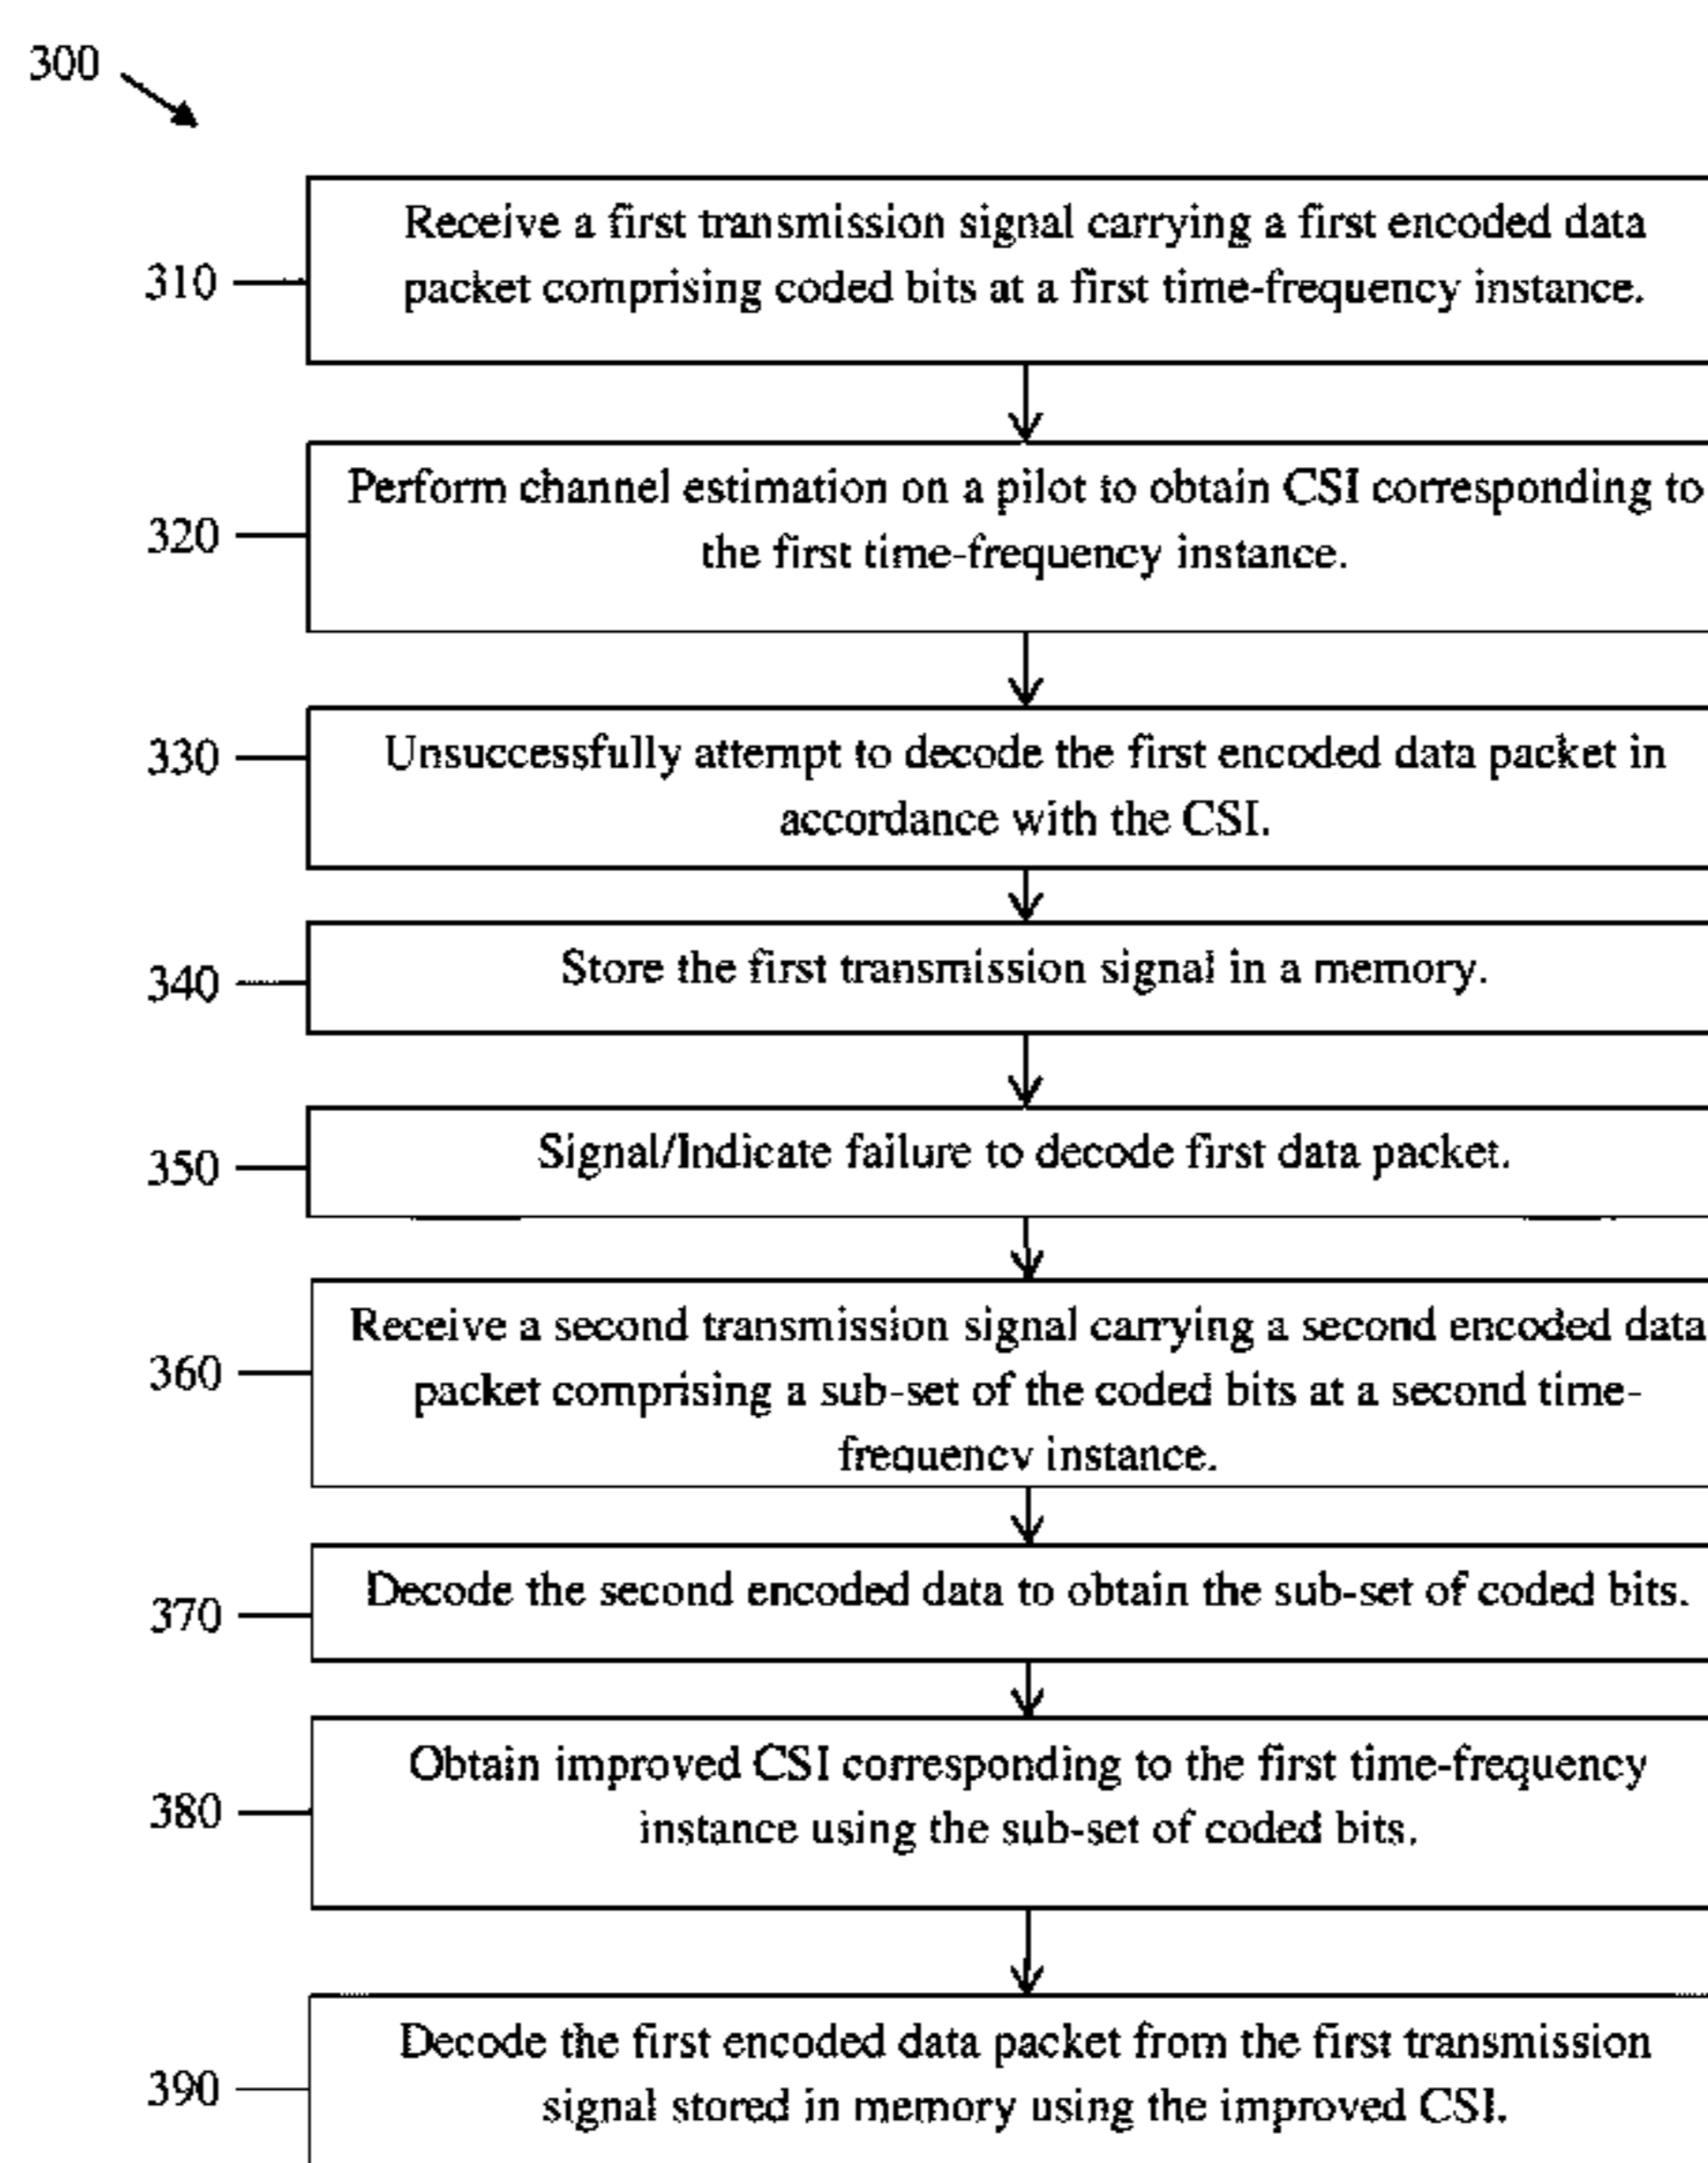 300
310
Receive a first transmission signal carrying a first encoded data
packet comprising coded bits at a first time-frequency instance.
320
Perform channel estimation on a pilot to obtain CSI corresponding to
the first time-frequency instance.
330
Unsuccessfully attempt to decode the first encoded data packet in
accordance with the CSI.
340
Store the first transmission signal in a memory.
350
Signal/Indicate failure to decode first data packet.
360
Receive a second transmission signal carrying a second encoded data
packet comprising a sub-set of the coded bits at a second time-
frequency instance.
370
Decode the second encoded data to obtain the sub-set of coded bits.
380
Obtain improved CSI corresponding to the first time-frequency
instance using the sub-set of coded bits.
390
Decode the first encoded data packet from the first transmission
signal stored in memory using the improved CSI.